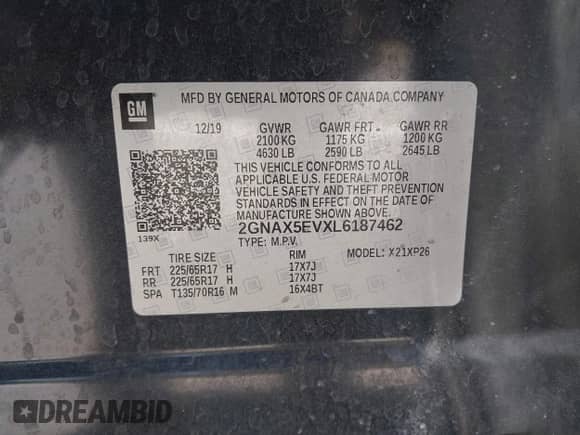 GM
MFD BY GENERAL MOTORS OF CANADA COMPANY
12/19 GVWR GAWR FRT GAWR RR
2100 KG 1175 KG 1200 KG
4630 LB 2590 LB 2645 LB
THIS VEHICLE CONFORMS TO ALL
APPLICABLE U.S. FEDERAL MOTOR
VEHICLE SAFETY AND THEFT PREVENTION
STANDARDS IN EFFECT ON THE DATE OF
MANUFACTURE SHOWN ABOVE.
139X 2GNAX5EVXL6187462
TYPE: M.P.V. MODEL: X21XP26
TIRE SIZE RIM
FRT 225/65R17 H 17X7J
RR 225/65R17 H 17X7J
SPA T135/70R16 M 16X4BT
DREAMBID